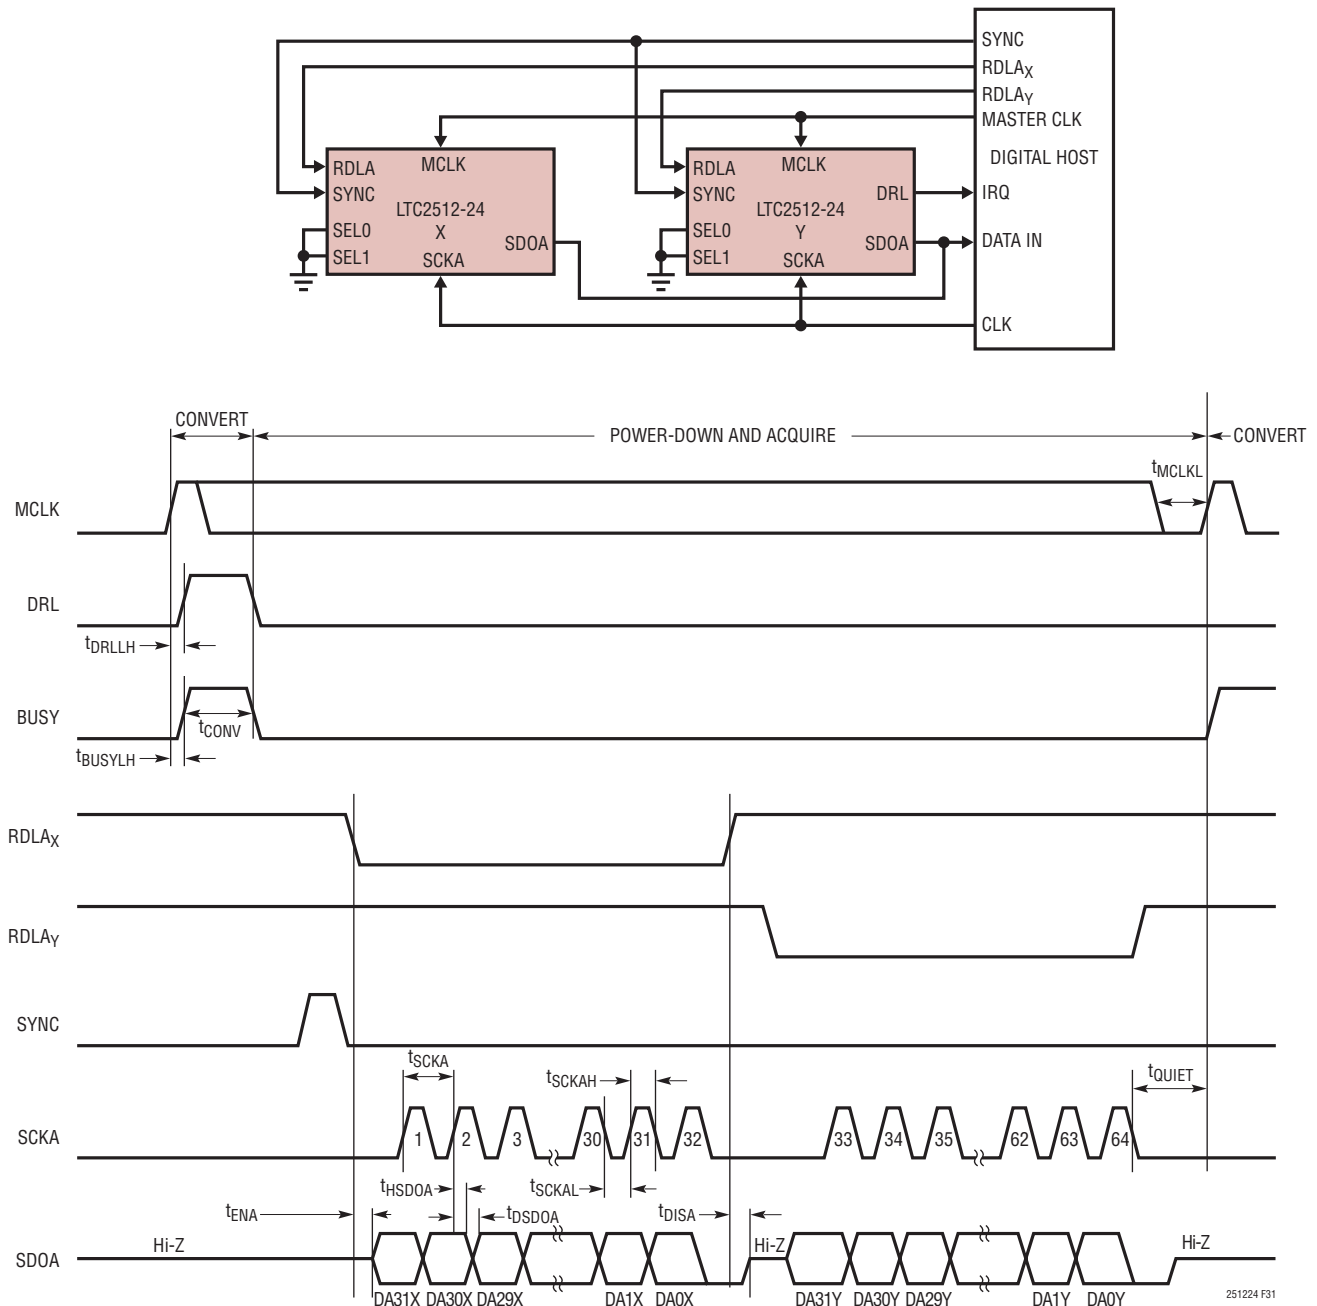 SYNC
RDLAX
RDLAY
MASTER CLK
DIGITAL HOST
IRQ
DATA IN
CLK
RDLA
SYNC
SEL0
SEL1
MCLK
LTC2512-24
X
SCKA
SDOA
RDLA
SYNC
SEL0
SEL1
MCLK
LTC2512-24
Y
SCKA
DRL
SDOA
CONVERT
POWER-DOWN AND ACQUIRE
CONVERT
tMCLKL
MCLK
DRL
tDRLLH
BUSY
tCONV
tBUSYLH
RDLAX
RDLAY
SYNC
tSCKA
tSCKAH
tQUIET
SCKA
1 2 3 30 31 32 33 34 35 62 63 64
tHSDOA
tSCKAL
tENA
tDSDOA
tDISA
SDOA
Hi-Z
Hi-Z
Hi-Z
DA31X DA30X DA29X DA1X DA0X DA31Y DA30Y DA29Y DA1Y DA0Y
251224 F31